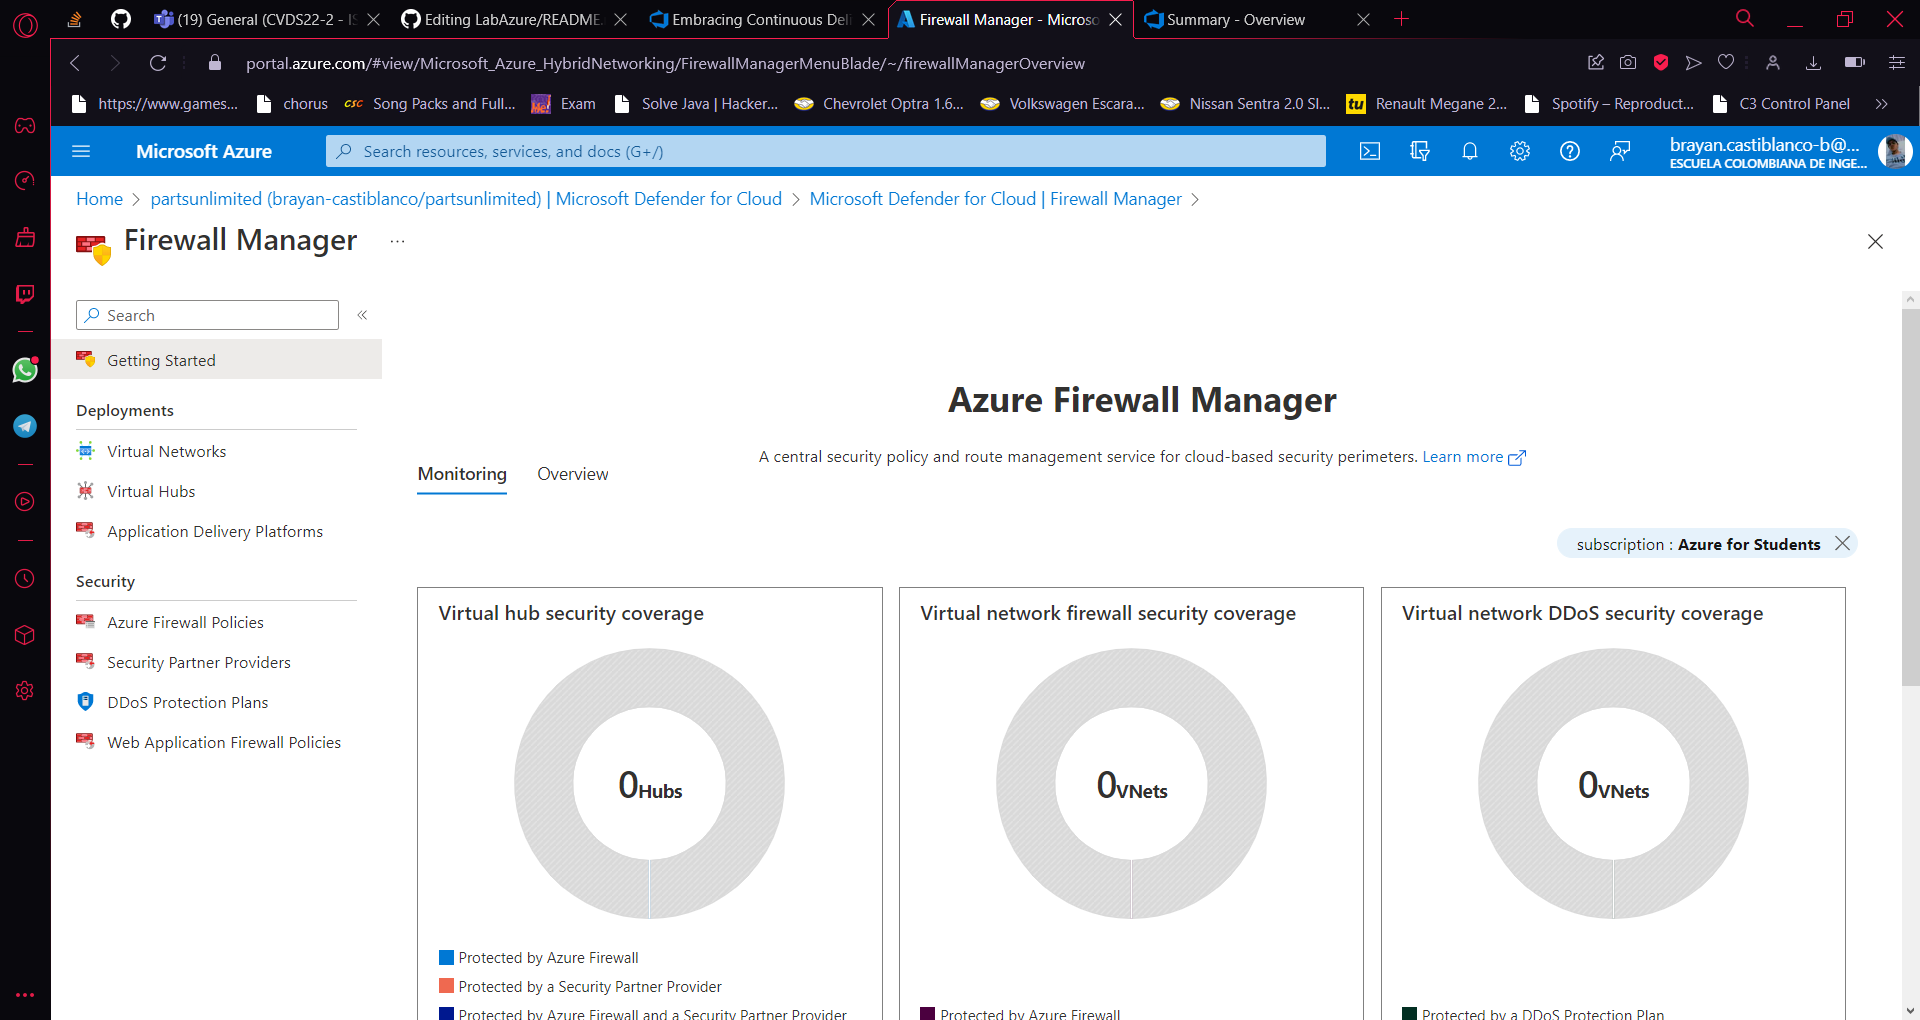 (19) General (CVDS22-2 - IS
Editing LabAzure/README.
Embracing Continuous Deli
Firewall Manager - Microso
Summary - Overview
portal.azure.com/#view/Microsoft_Azure_HybridNetworking/FirewallManagerMenuBlade/~/firewallManagerOverview
https://www.games...
chorus
CSC
Song Packs and Full...
Exam
Solve Java | Hacker...
Chevrolet Optra 1.6...
Volkswagen Escara...
Nissan Sentra 2.0 Sl...
tu
Renault Megane 2...
Spotify – Reproduct...
C3 Control Panel
Microsoft Azure
Search resources, services, and docs (G+/)
brayan.castiblanco-b@...
ESCUELA COLOMBIANA DE INGE...
Home > partsunlimited (brayan-castiblanco/partsunlimited) | Microsoft Defender for Cloud > Microsoft Defender for Cloud | Firewall Manager >
Firewall Manager ...
Search
Getting Started
Deployments
Virtual Networks
Virtual Hubs
Application Delivery Platforms
Security
Azure Firewall Policies
Security Partner Providers
DDoS Protection Plans
Web Application Firewall Policies
Azure Firewall Manager
A central security policy and route management service for cloud-based security perimeters. Learn more
Monitoring
Overview
subscription : Azure for Students
Virtual hub security coverage
0Hubs
Protected by Azure Firewall
Protected by a Security Partner Provider
Protected by Azure Firewall and a Security Partner Provider
Virtual network firewall security coverage
0VNets
Protected by Azure Firewall
Virtual network DDoS security coverage
0VNets
Protected by a DDoS Protection Plan